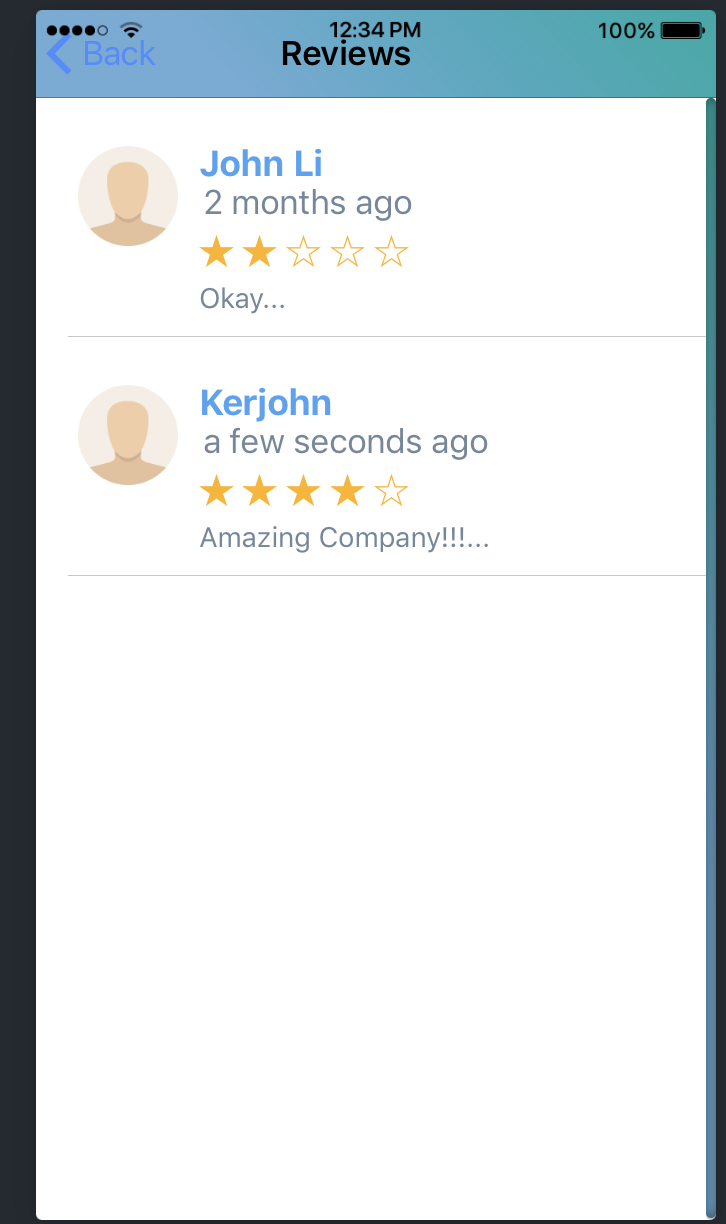 12:34 PM
100%
Back
Reviews
John Li
2 months ago
★★☆☆☆
Okay...
Kerjohn
a few seconds ago
★★★★☆
Amazing Company!!!...